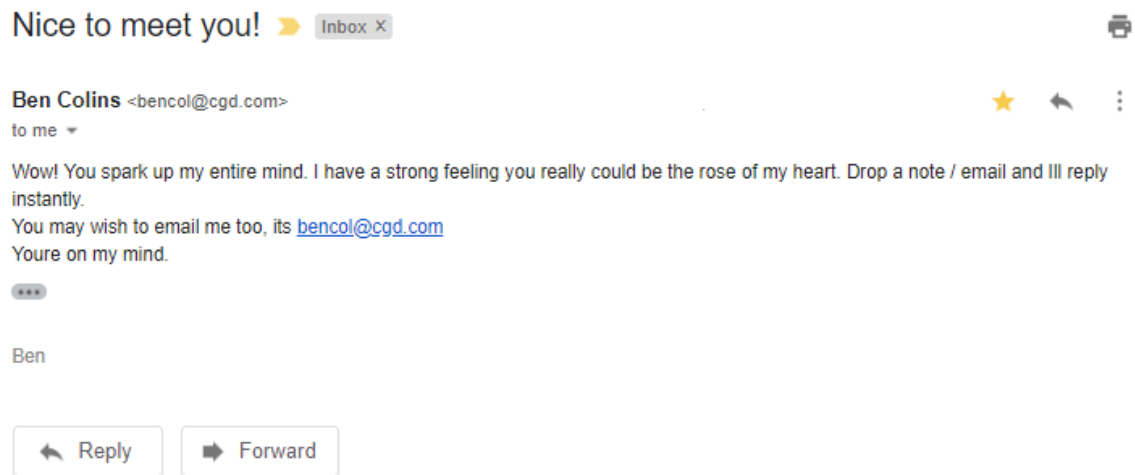 Nice to meet you! Inbox ×
Ben Colins <bencol@cgd.com>
to me
Wow! You spark up my entire mind. I have a strong feeling you really could be the rose of my heart. Drop a note / email and Ill reply
instantly.
You may wish to email me too, its bencol@cgd.com
Youre on my mind.
Ben
Reply Forward